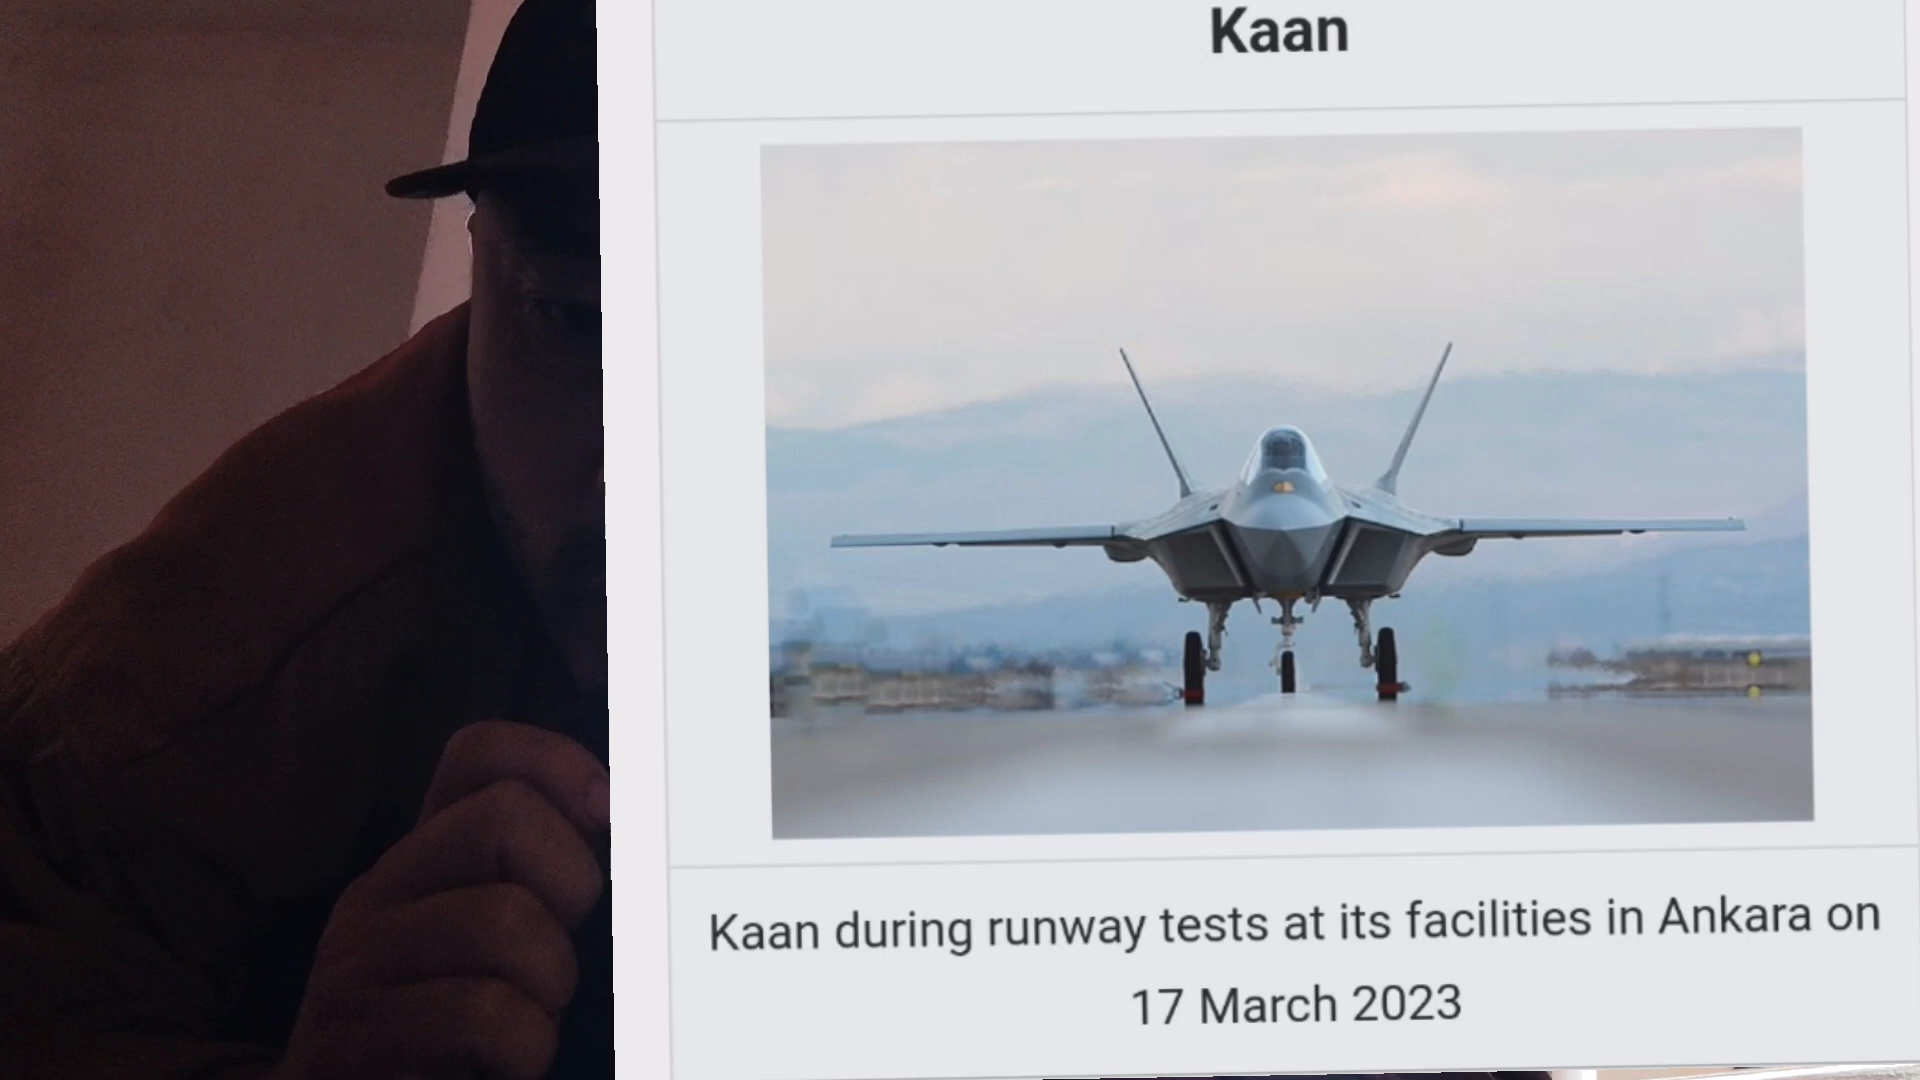 Kaan
Kaan during runway tests at its facilities in Ankara on
17 March 2023